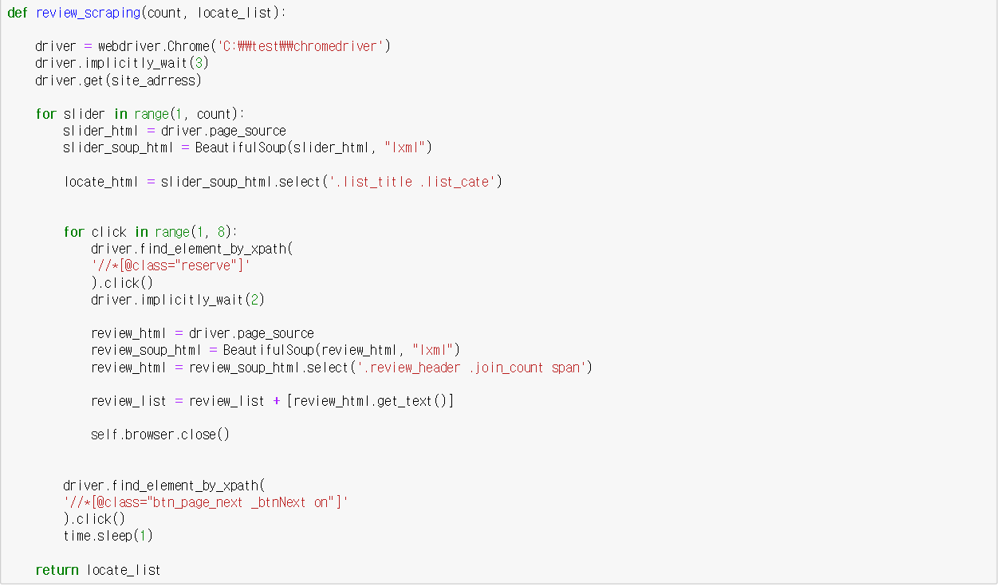 def review_scraping(count, locate_list):
driver = webdriver.Chrome('C:₩₩test₩₩chromedriver')
driver.implicitly_wait(3)
driver.get(site_adrress)
for slider in range(1, count):
slider_html = driver.page_source
slider_soup_html = BeautifulSoup(slider_html, "lxml")
locate_html = slider_soup_html.select('.list_title .list_cate')
for click in range(1, 8):
driver.find_element_by_xpath(
'//*[@class="reserve"]'
).click()
driver.implicitly_wait(2)
review_html = driver.page_source
review_soup_html = BeautifulSoup(review_html, "lxml")
review_html = review_soup_html.select('.review_header .join_count span')
review_list = review_list + [review_html.get_text()]
self.browser.close()
driver.find_element_by_xpath(
'//*[@class="btn_page_next _btnNext on"]'
).click()
time.sleep(1)
return locate_list